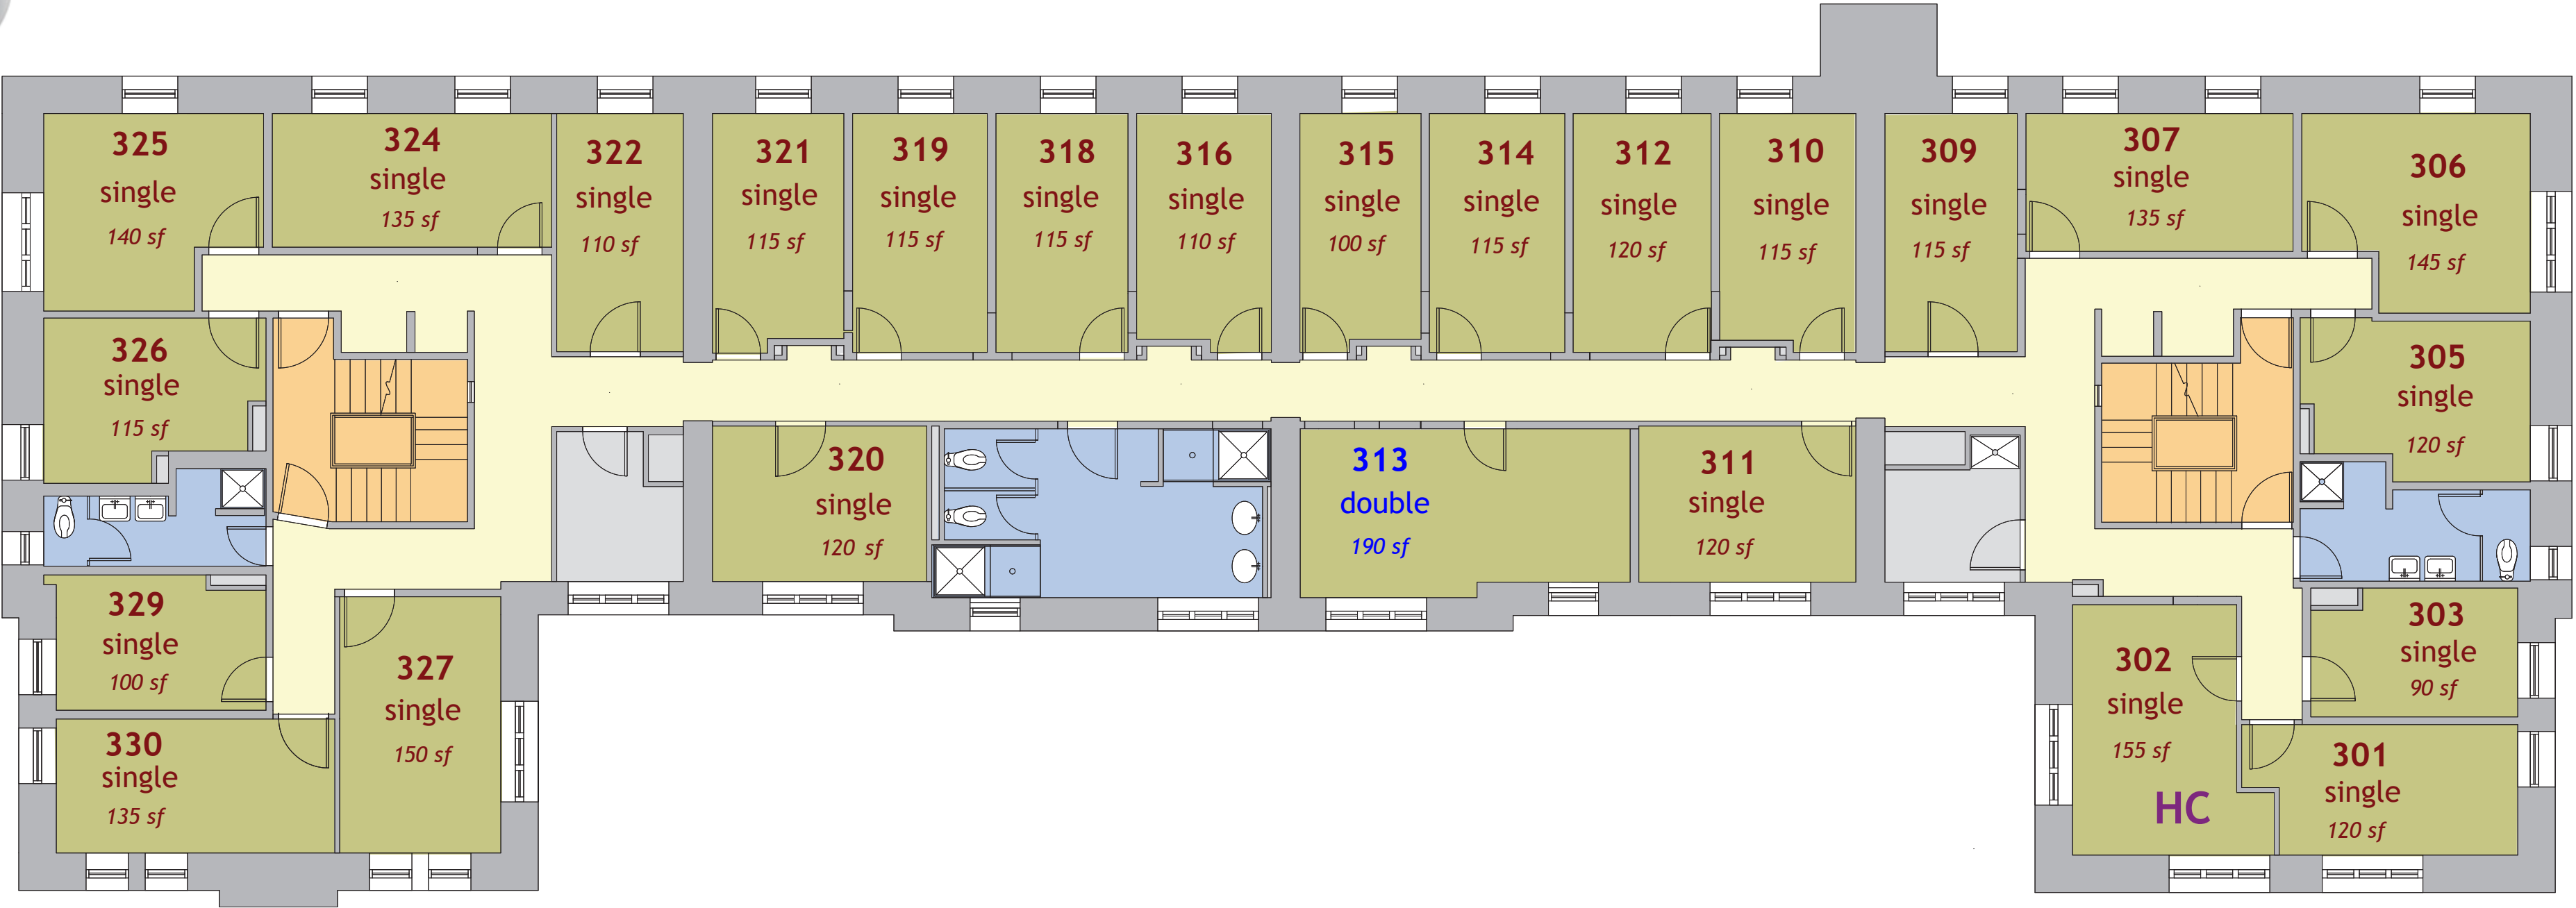 325
single
140 sf
324
single
135 sf
322
single
110 sf
321
single
115 sf
319
single
115 sf
318
single
115 sf
316
single
110 sf
315
single
100 sf
314
single
115 sf
312
single
120 sf
310
single
115 sf
309
single
115 sf
307
single
135 sf
306
single
145 sf
326
single
115 sf
305
single
120 sf
320
single
120 sf
313
double
190 sf
311
single
120 sf
329
single
100 sf
327
single
150 sf
330
single
135 sf
302
single
155 sf
HC
303
single
90 sf
301
single
120 sf